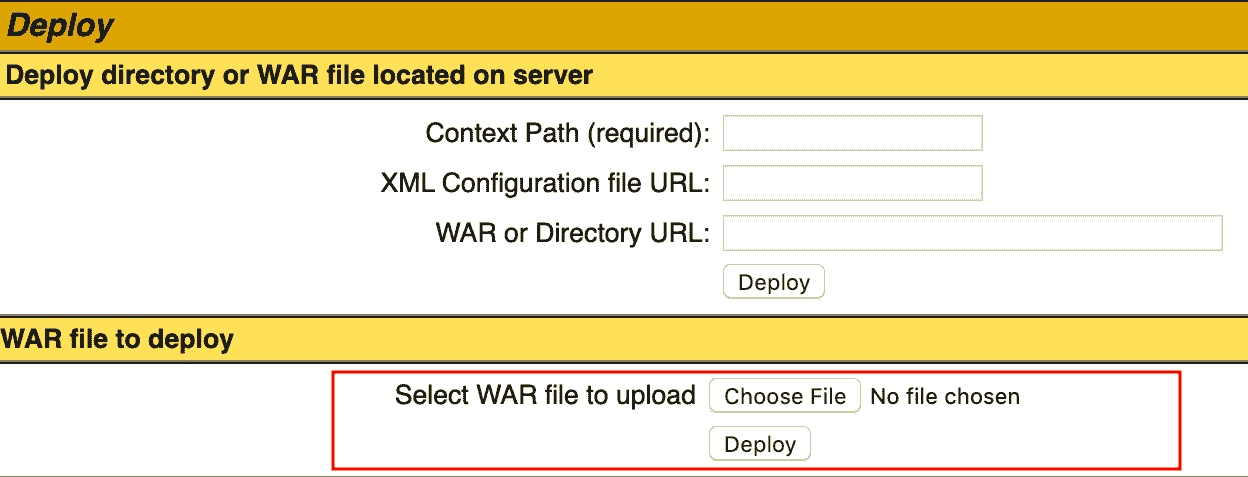 Deploy
Deploy directory or WAR file located on server
Context Path (required):
XML Configuration file URL:
WAR or Directory URL:
Deploy
WAR file to deploy
Select WAR file to upload Choose File No file chosen
Deploy